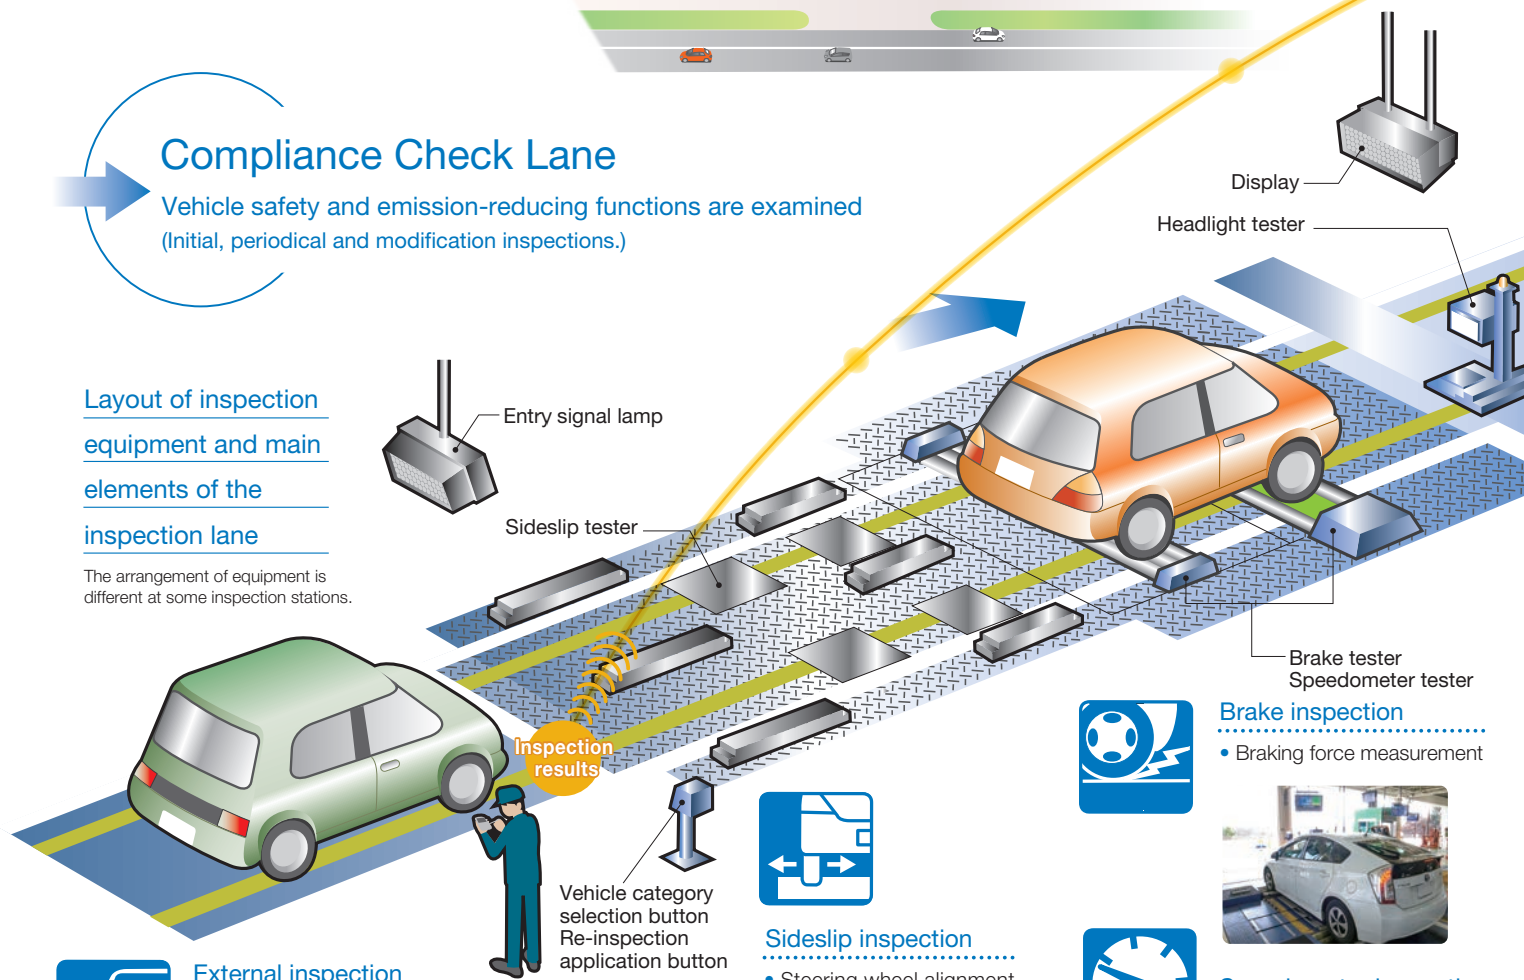 Compliance Check Lane
Vehicle safety and emission-reducing functions are examined
(Initial, periodical and modification inspections.)
Display
Headlight tester
Layout of inspection
equipment and main
elements of the
inspection lane
The arrangement of equipment is
different at some inspection stations.
Entry signal lamp
Sideslip tester
Brake tester
Speedometer tester
Inspection
results
Brake inspection
• Braking force measurement
Vehicle category
selection button
Re-inspection
application button
Sideslip inspection
• Steering wheel alignment
External inspection